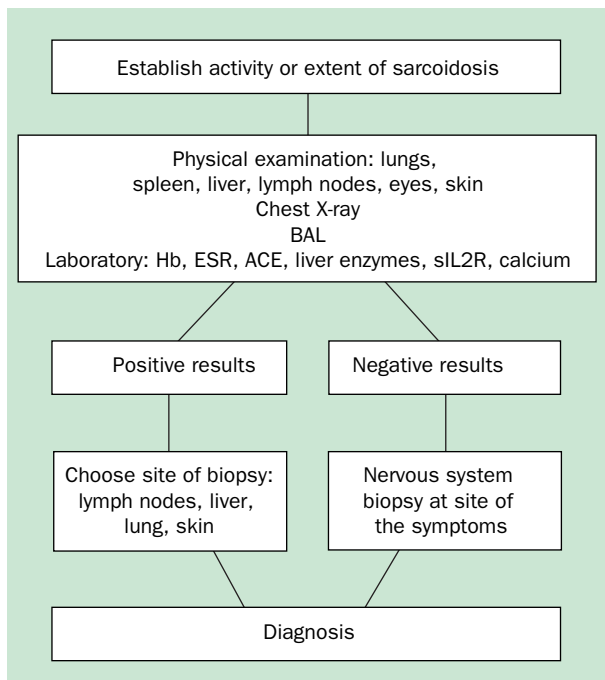 Establish activity or extent of sarcoidosis
Physical examination: lungs,
spleen, liver, lymph nodes, eyes, skin
Chest X-ray
BAL
Laboratory: Hb, ESR, ACE, liver enzymes, sIL2R, calcium
Positive results
Negative results
Choose site of biopsy:
lymph nodes, liver,
lung, skin
Nervous system
biopsy at site of
the symptoms
Diagnosis